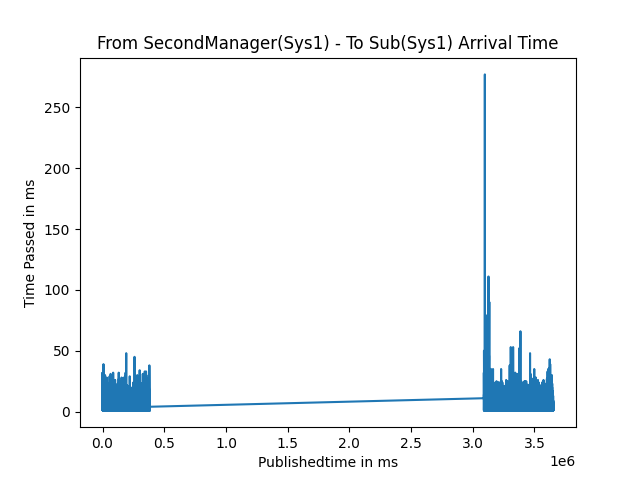 From SecondManager(Sys1) - To Sub(Sys1) Arrival Time
Time Passed in ms
250
200
150
100
50
0
0.0 0.5 1.0 1.5 2.0 2.5 3.0 3.5
1e6
Publishedtime in ms